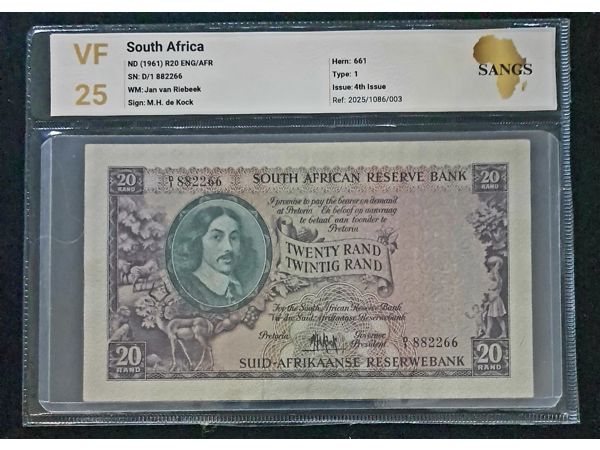 VF
25
South Africa
ND (1961) R20 ENG/AFR
SN: D/1 882266
WM: Jan van Riebeek
Sign: M.H. de Kock
Hern: 661
Type: 1
Issue: 4th Issue
Ref: 2025/1086/003
SANGS
20
RAND
D/1 882266
SOUTH AFRICAN RESERVE BANK
20
RAND
I promise to pay the bearer on demand
at Pretoria Ek beloof op aanvraag
te betaal aan toonder te
Pretoria
TWENTY RAND
TWINTIG RAND
For the South African Reserve Bank
Vir die Suid-Afrikaanse Reserwebank
Pretoria
Governor
President
D/1 882266
20
RAND
SUID-AFRIKAANSE RESERWEBANK
20
RAND